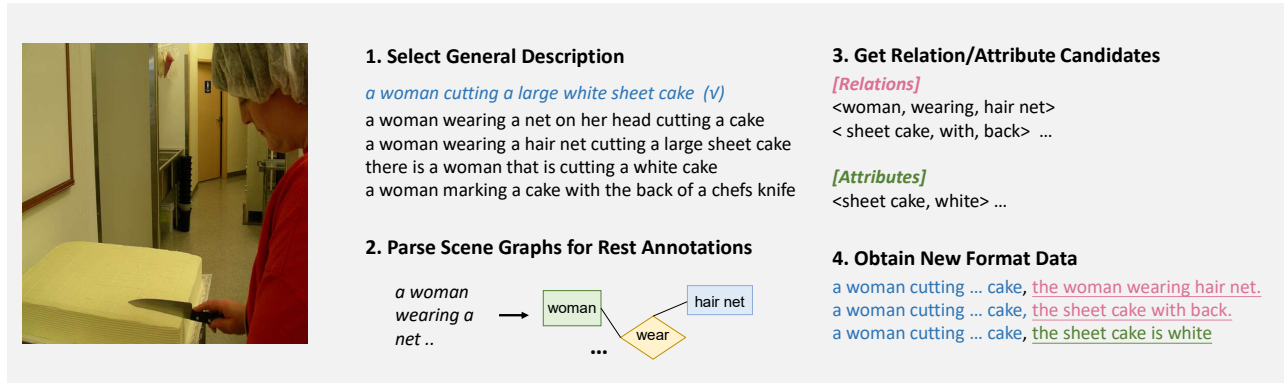 1. Select General Description
a woman cutting a large white sheet cake (√)
a woman wearing a net on her head cutting a cake
a woman wearing a hair net cutting a large sheet cake
there is a woman that is cutting a white cake
a woman marking a cake with the back of a chefs knife
2. Parse Scene Graphs for Rest Annotations
a woman
wearing a
net ..
woman
hair net
wear
...
3. Get Relation/Attribute Candidates
[Relations]
<woman, wearing, hair net>
< sheet cake, with, back> ...
[Attributes]
<sheet cake, white> ...
4. Obtain New Format Data
a woman cutting ... cake, the woman wearing hair net.
a woman cutting ... cake, the sheet cake with back.
a woman cutting ... cake, the sheet cake is white